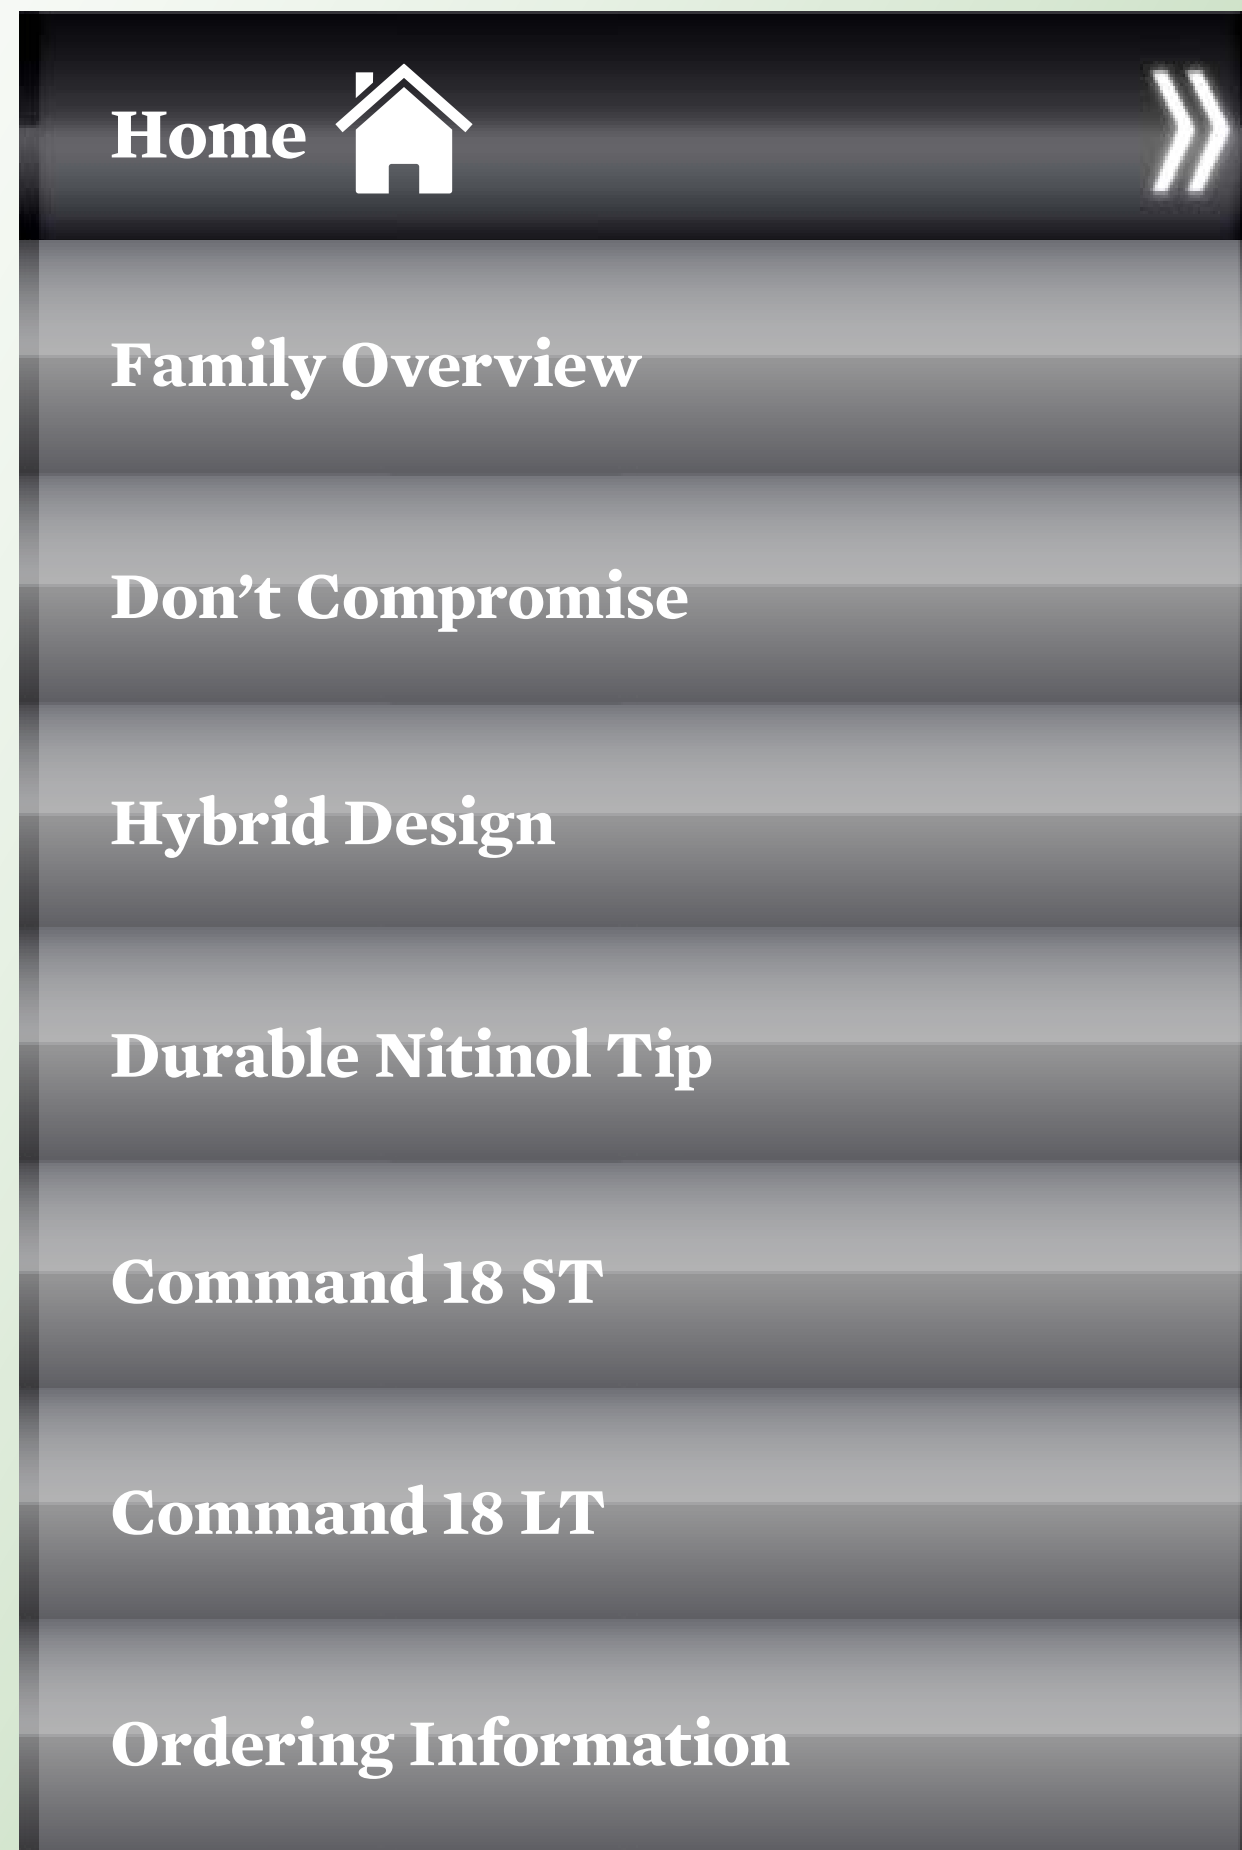 Home
Family Overview
Don’t Compromise
Hybrid Design
Durable Nitinol Tip
Command 18 ST
Command 18 LT
Ordering Information